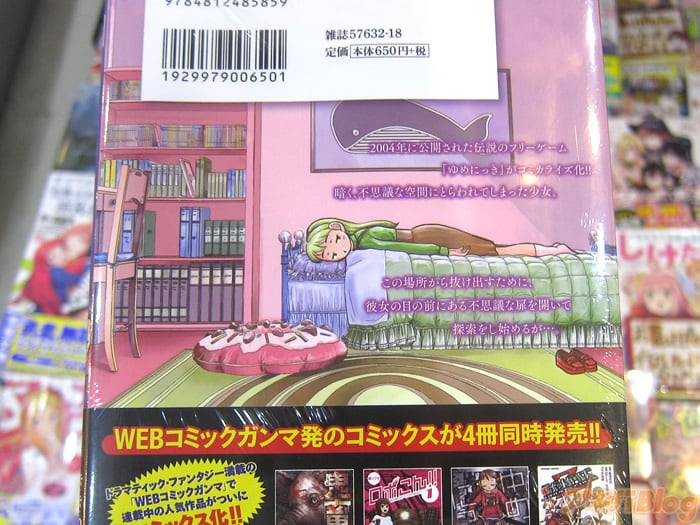 9784812485859
雑誌57632-18
定価 本体650円+税
1929979006501
2004年に公開された伝説のフリーゲーム
「ゆめにっき」がコミカライズ化!!
暗く、不思議な空間にとらわれてしまった少女。
この場所から抜け出すために、
彼女の目の前にある不思議な扉を開いて
探索をし始めるが…
WEBコミックガンマ発のコミックスが4冊同時発売!!
ドラマティック・ファンタジー満載の
「WEBコミックガンマ」で
連載中の人気作品がついに
コミックス化!!